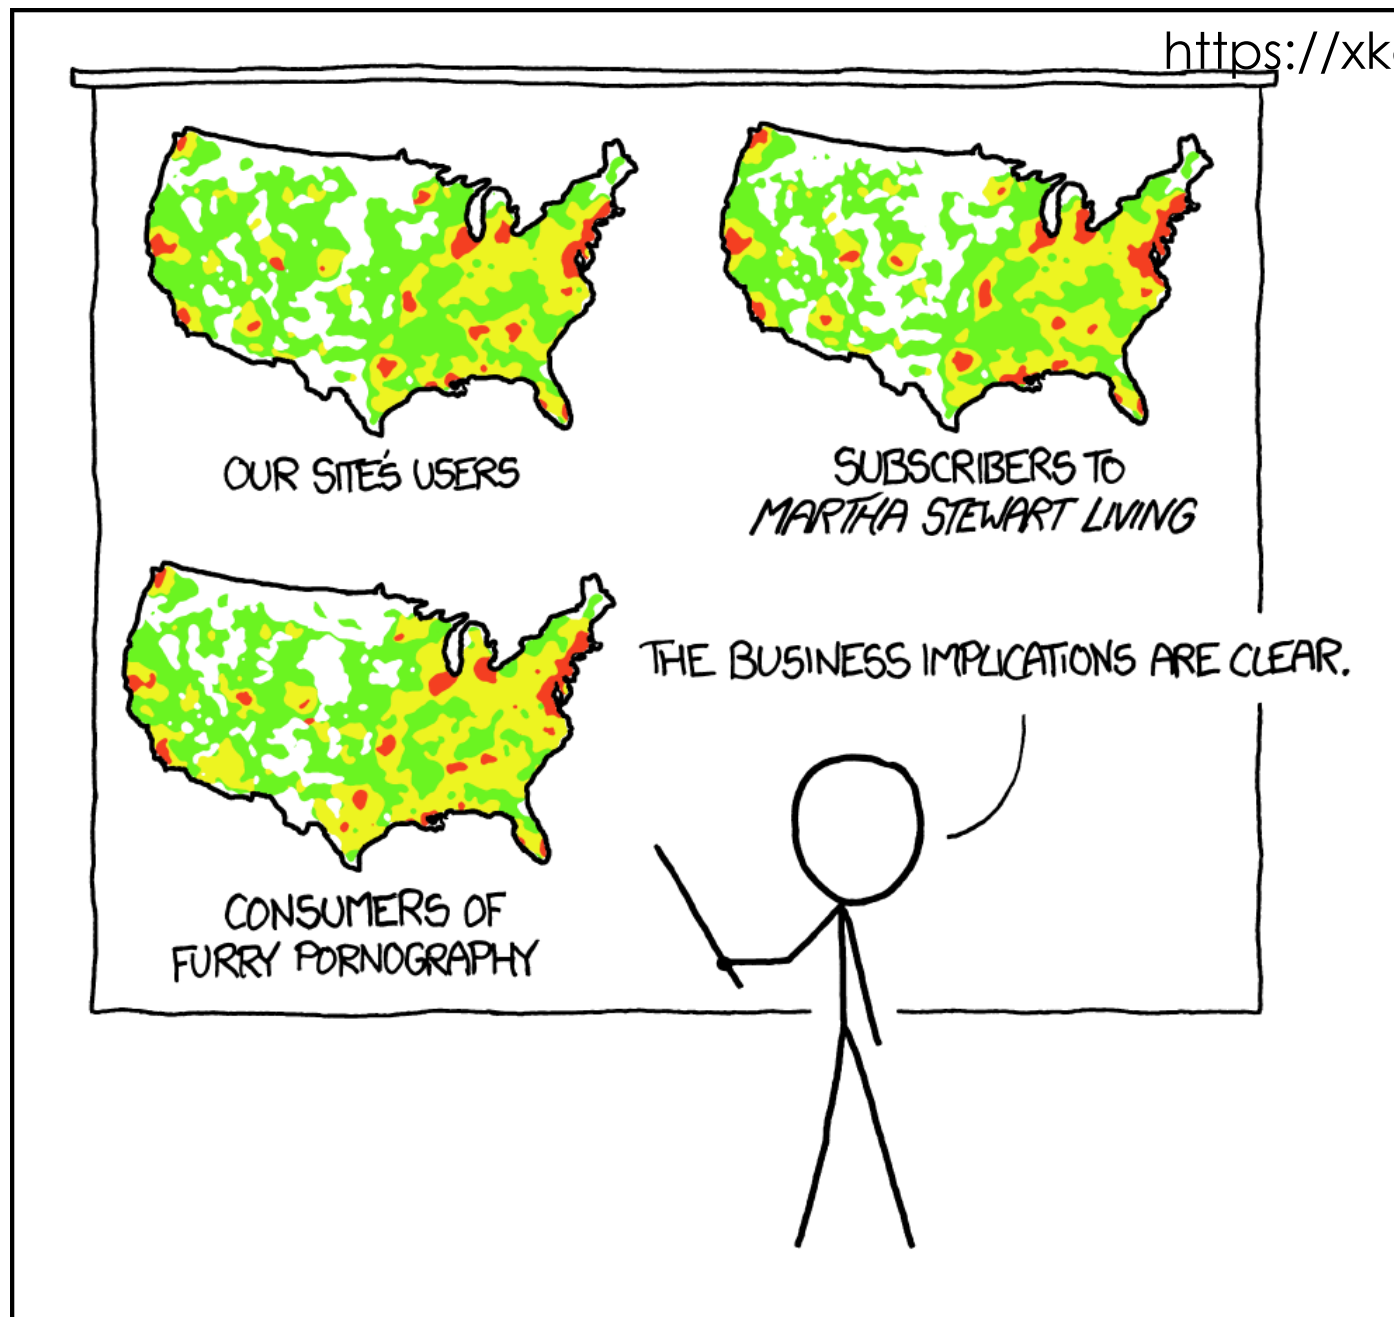 https://xk
OUR SITE'S USERS
SUBSCRIBERS TO
MARTHA STEWART LIVING
THE BUSINESS IMPLICATIONS ARE CLEAR.
CONSUMERS OF
FURRY PORNOGRAPHY